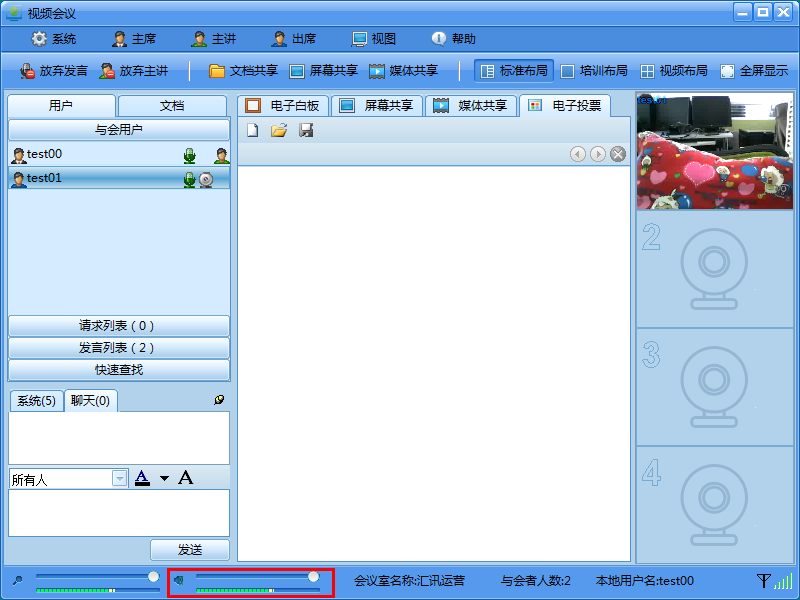 视频会议
系统 主席 主讲 出席 视图 帮助
放弃发言 放弃主讲 文档共享 屏幕共享 媒体共享 标准布局 培训布局 视频布局 全屏显示
用户 文档
电子白板 屏幕共享 媒体共享 电子投票
与会用户
test00
test01
请求列表 ( 0 )
发言列表 ( 2 )
快速查找
系统(5) 聊天(0)
所有人 A A
发送
test01
2
3
4
会议室名称:汇讯运营 与会者人数:2 本地用户名:test00